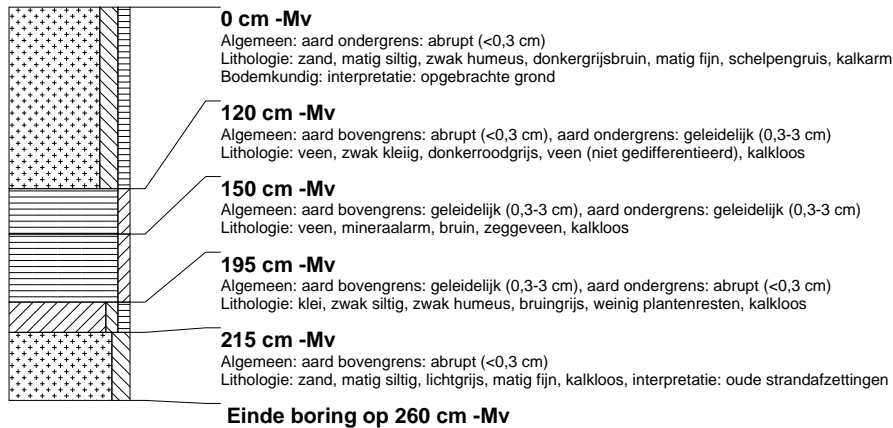 0 cm -Mv
Algemeen: aard ondergrens: abrupt (<0,3 cm)
Lithologie: zand, matig siltig, zwak humeus, donkergrijsbruin, matig fijn, schelpengruis, kalkarm
Bodemkundig: interpretatie: opgebrachte grond
120 cm -Mv
Algemeen: aard bovengrens: abrupt (<0,3 cm), aard ondergrens: geleidelijk (0,3-3 cm)
Lithologie: veen, zwak kleiig, donkerroodgrijs, veen (niet gedifferentieerd), kalkloos
150 cm -Mv
Algemeen: aard bovengrens: geleidelijk (0,3-3 cm), aard ondergrens: geleidelijk (0,3-3 cm)
Lithologie: veen, mineraalarm, bruin, zeggeveen, kalkloos
195 cm -Mv
Algemeen: aard bovengrens: geleidelijk (0,3-3 cm), aard ondergrens: abrupt (<0,3 cm)
Lithologie: klei, zwak siltig, zwak humeus, bruingrijs, weinig plantenresten, kalkloos
215 cm -Mv
Algemeen: aard bovengrens: abrupt (<0,3 cm)
Lithologie: zand, matig siltig, lichtgrijs, matig fijn, kalkloos, interpretatie: oude strandafzettingen
Einde boring op 260 cm -Mv